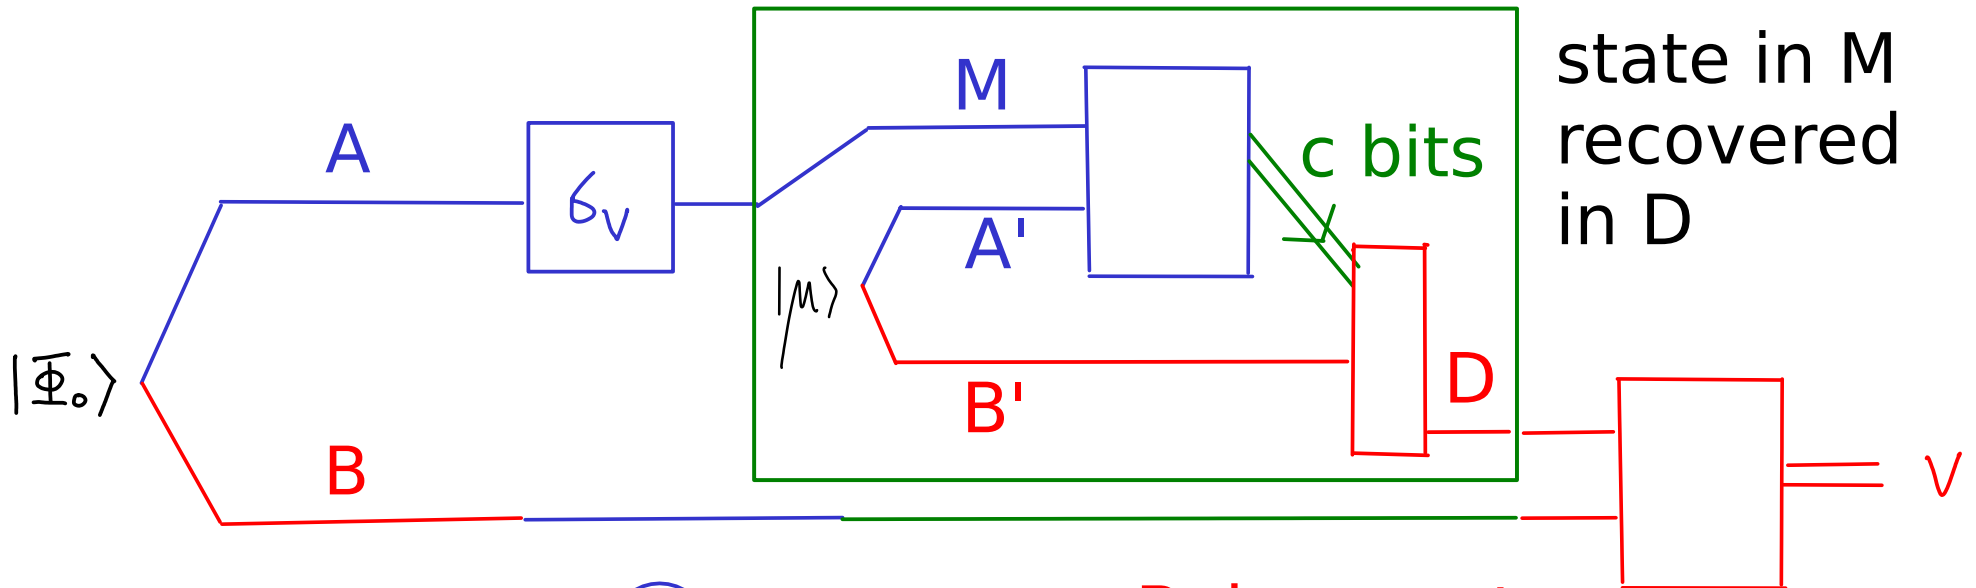 A
σ_v
M
A'
c bits
state in M
recovered
in D
|μ⟩
|Φ₀⟩
B'
D
B
v